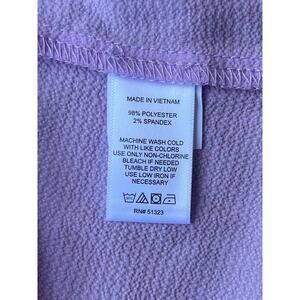 MADE IN VIETNAM
98% POLYESTER
2% SPANDEX
MACHINE WASH COLD
WITH LIKE COLORS
USE ONLY NON-CHLORINE
BLEACH IF NEEDED
TUMBLE DRY LOW
USE LOW IRON IF
NECESSARY
RN# 51323